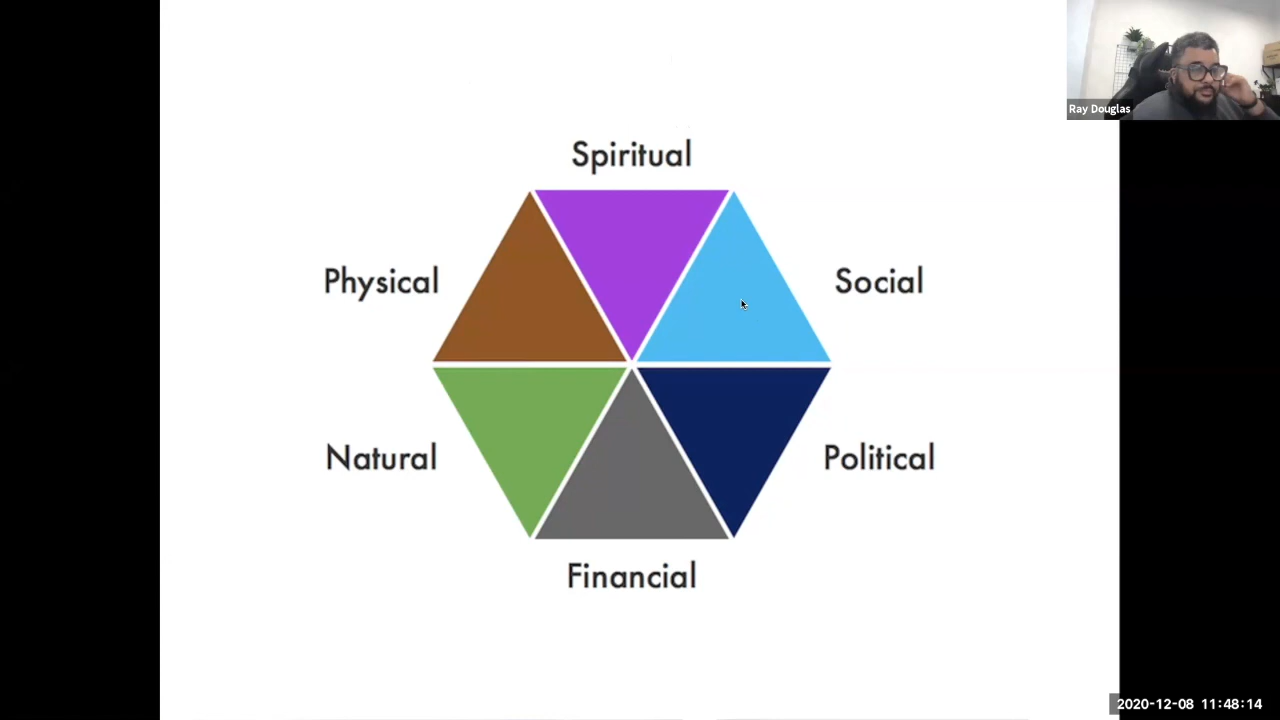 Ray Douglas
Spiritual
Physical
Social
Natural
Political
Financial
2020-12-08 11:48:14